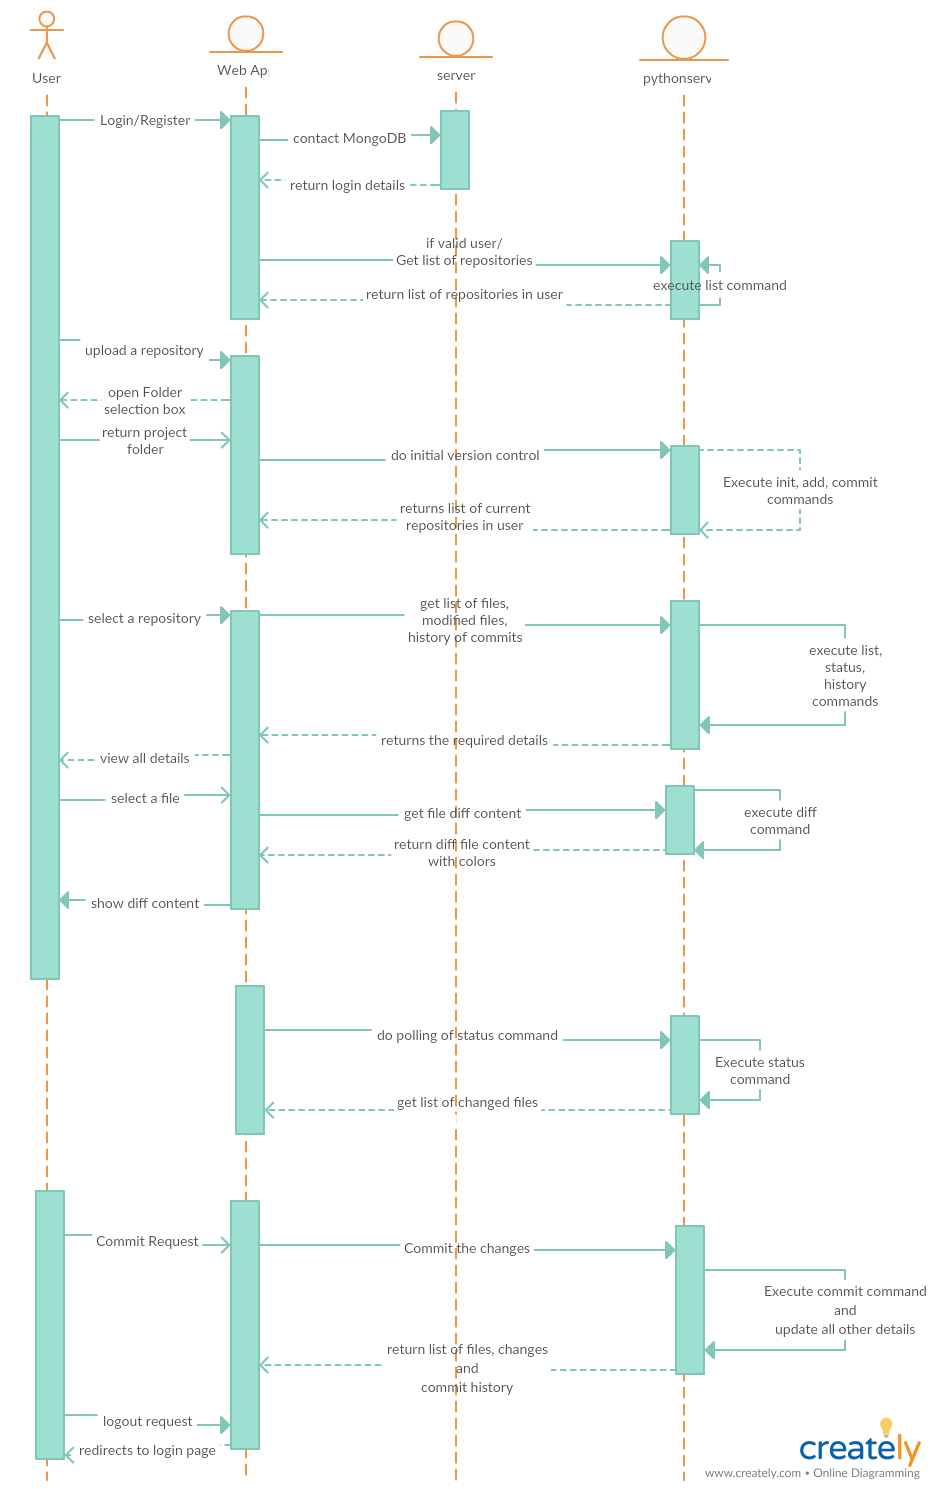 User
Web Ap
server
pythonserv
Login/Register
contact MongoDB
return login details
if valid user/
Get list of repositories
execute list command
return list of repositories in user
upload a repository
open Folder
selection box
return project
folder
do initial version control
Execute init, add, commit
commands
returns list of current
repositories in user
select a repository
get list of files,
modified files,
history of commits
execute list,
status,
history
commands
returns the required details
view all details
select a file
get file diff content
execute diff
command
return diff file content
with colors
show diff content
do polling of status command
Execute status
command
get list of changed files
Commit Request
Commit the changes
Execute commit command
and
update all other details
return list of files, changes
and
commit history
logout request
redirects to login page
creately
www.creately.com • Online Diagramming